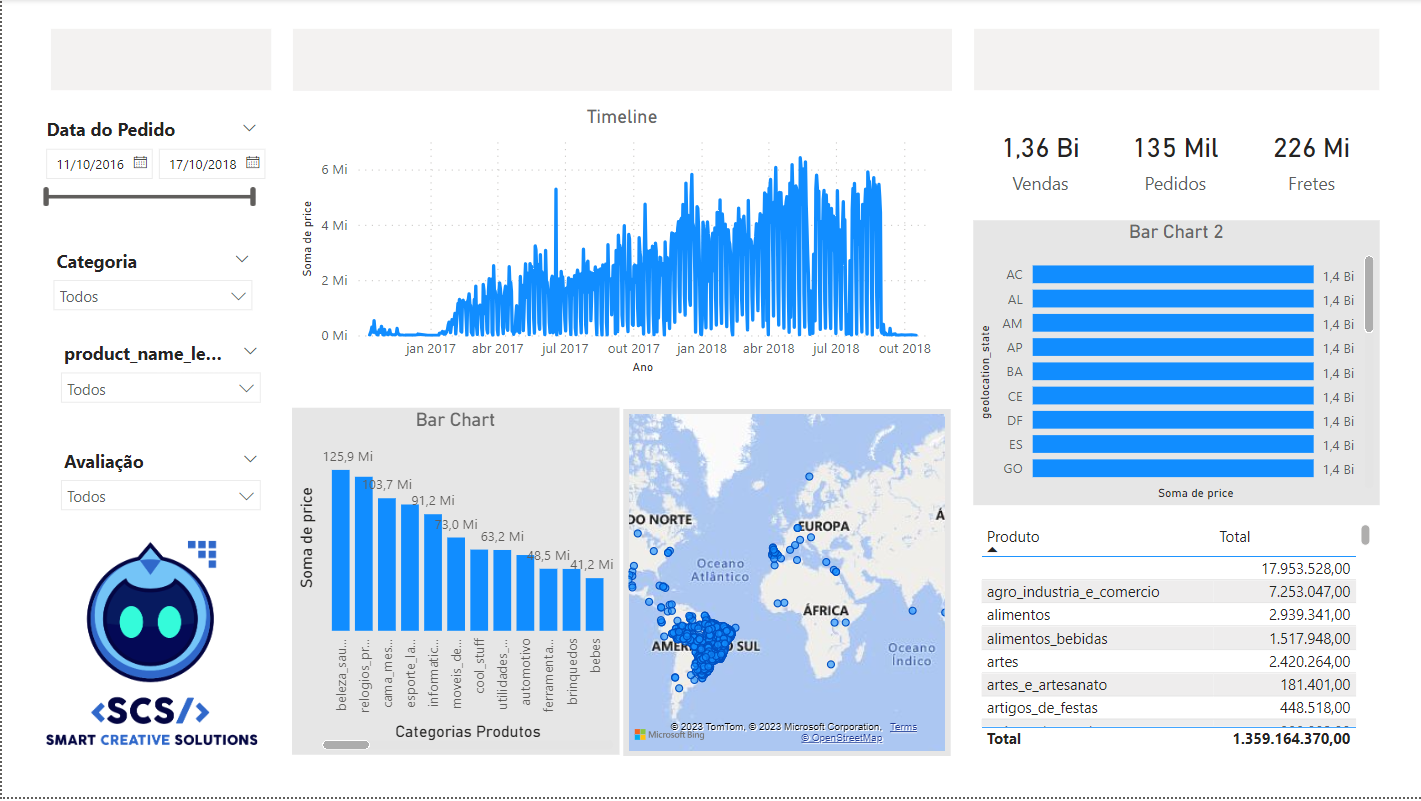 Data do Pedido
11/10/2016
17/10/2018
Categoria
Todos
product_name_le...
Todos
Avaliação
Todos
<SCS/>
SMART CREATIVE SOLUTIONS
Timeline
Soma de price
6 Mi
4 Mi
2 Mi
0 Mi
jan 2017 abr 2017 jul 2017 out 2017 jan 2018 abr 2018 jul 2018 out 2018
Ano
Bar Chart
Soma de price
125,9 Mi
103,7 Mi
91,2 Mi
73,0 Mi
63,2 Mi
48,5 Mi
41,2 Mi
beleza_sau...
relogios_pr...
cama_mes...
esporte_la...
informatic...
moveis_de...
cool_stuff
utilidades_...
automotivo
ferramenta...
brinquedos
bebes
Categorias Produtos
DO NORTE
EUROPA
Á
Oceano
Atlântico
ÁFRICA
SUL
Oceano
Índico
© 2023 TomTom, © 2023 Microsoft Corporation, Terms
© OpenStreetMap
Microsoft Bing
1,36 Bi
Vendas
135 Mil
Pedidos
226 Mi
Fretes
Bar Chart 2
geolocation_state
AC 1,4 Bi
AL 1,4 Bi
AM 1,4 Bi
AP 1,4 Bi
BA 1,4 Bi
CE 1,4 Bi
DF 1,4 Bi
ES 1,4 Bi
GO 1,4 Bi
Soma de price
Produto Total
17.953.528,00
agro_industria_e_comercio 7.253.047,00
alimentos 2.939.341,00
alimentos_bebidas 1.517.948,00
artes 2.420.264,00
artes_e_artesanato 181.401,00
artigos_de_festas 448.518,00
Total 1.359.164.370,00